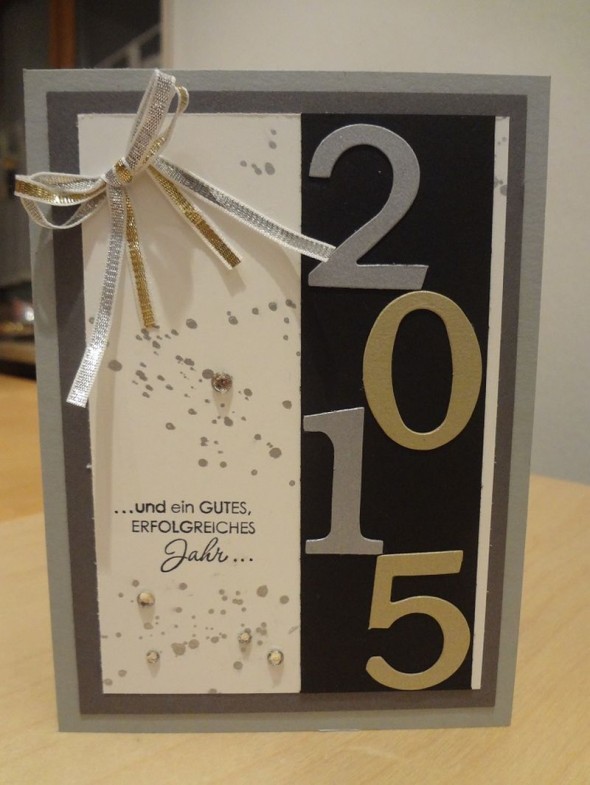 2
0
1
5
...und ein GUTES,
ERFOLGREICHES
Jahr...